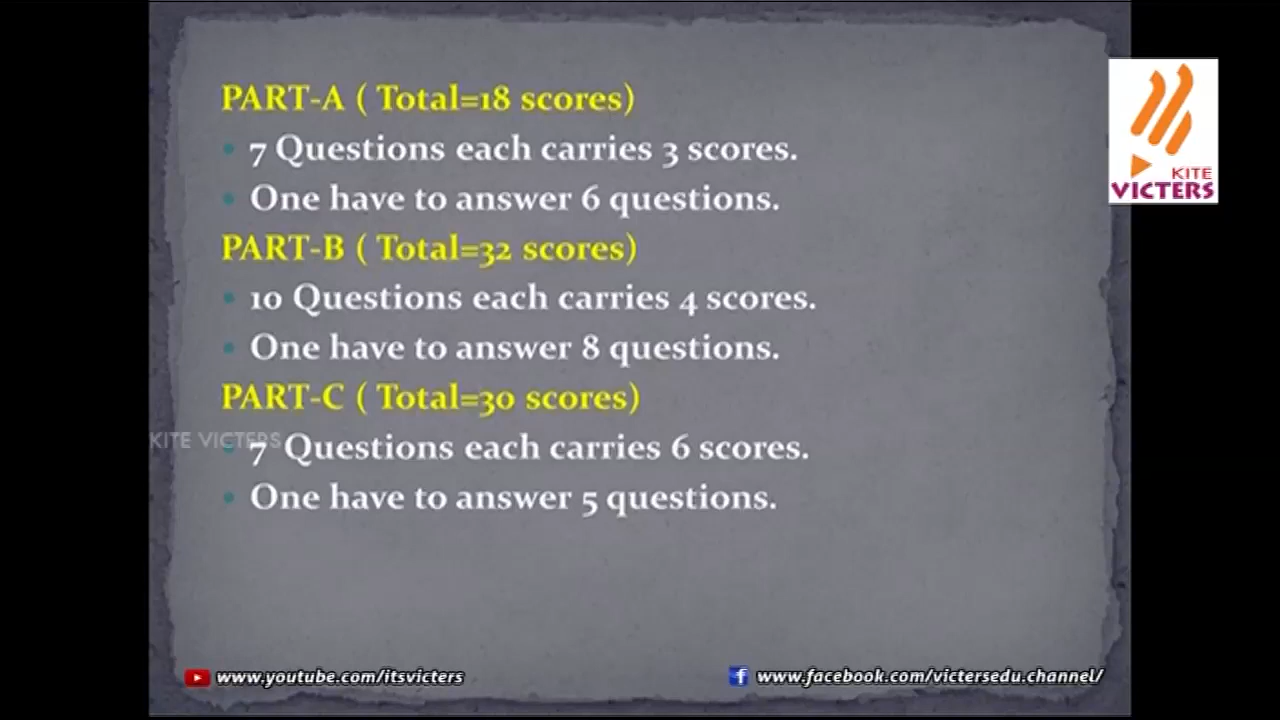 PART-A ( Total=18 scores)
• 7 Questions each carries 3 scores.
• One have to answer 6 questions.
PART-B ( Total=32 scores)
• 10 Questions each carries 4 scores.
• One have to answer 8 questions.
PART-C ( Total=30 scores)
• 7 Questions each carries 6 scores.
• One have to answer 5 questions.
KITE VICTERS
KITE
VICTERS
www.youtube.com/itsvicters
www.facebook.com/victersedu.channel/